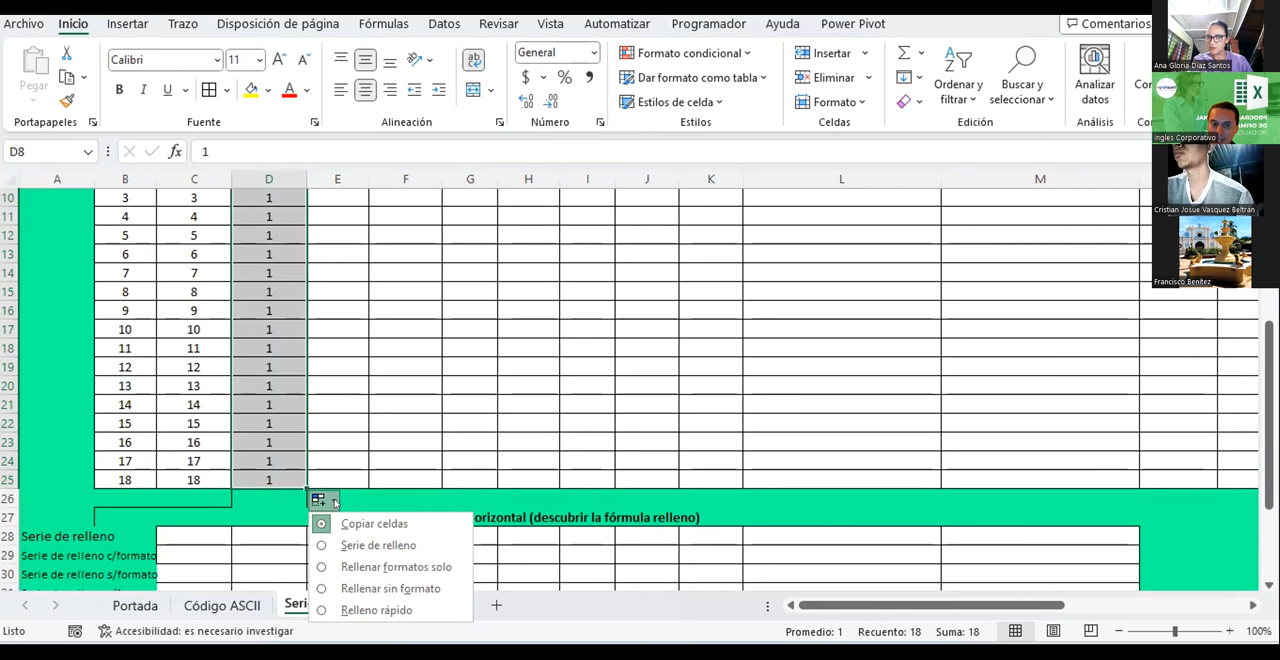 Archivo Inicio Insertar Trazo Disposición de página Fórmulas Datos Revisar Vista Automatizar Programador Ayuda Power Pivot Comentarios
Pegar
Portapapeles
Calibri 11
N K S
Fuente
ab
Alineación
General
$ % 9
Número
Formato condicional
Dar formato como tabla
Estilos de celda
Estilos
Insertar
Eliminar
Formato
Celdas
Ordenar y
filtrar
Buscar y
seleccionar
Edición
Analizar
datos
Análisis
Ana Gloria Diaz Santos
Ingles Corporativo
Cristian Josue Vasquez Beltrán
Francisco Benítez
D8 fx 1
A B C D E F G H I J K L M
10 3 3 1
11 4 4 1
12 5 5 1
13 6 6 1
14 7 7 1
15 8 8 1
16 9 9 1
17 10 10 1
18 11 11 1
19 12 12 1
20 13 13 1
21 14 14 1
22 15 15 1
23 16 16 1
24 17 17 1
25 18 18 1
26
27 orizontal (descubrir la fórmula relleno)
28 Serie de relleno
29 Serie de relleno c/formato
30 Serie de relleno s/formato
Copiar celdas
Serie de relleno
Rellenar formatos solo
Rellenar sin formato
Relleno rápido
Portada Código ASCII Seri +
Listo Accesibilidad: es necesario investigar Promedio: 1 Recuento: 18 Suma: 18 100%